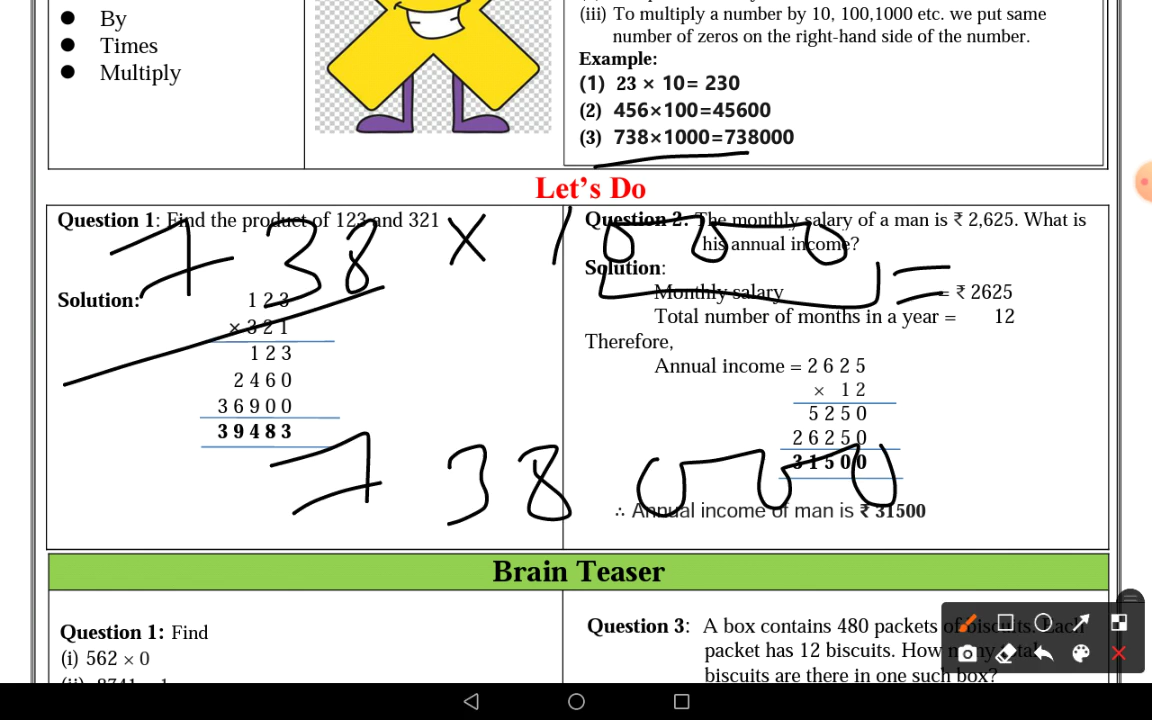 By
Times
Multiply
(iii) To multiply a number by 10, 100,1000 etc. we put same
number of zeros on the right-hand side of the number.
Example:
(1) 23 × 10= 230
(2) 456×100=45600
(3) 738×1000=738000
Let's Do
Question 1: Find the product of 123 and 321
Solution:
1 2 3
× 3 2 1
1 2 3
2 4 6 0
3 6 9 0 0
3 9 4 8 3
Question 2: The monthly salary of a man is ₹ 2,625. What is
his annual income?
Solution:
Monthly salary = ₹ 2625
Total number of months in a year = 12
Therefore,
Annual income = 2 6 2 5
× 1 2
5 2 5 0
2 6 2 5 0
3 1 5 0 0
∴ Annual income of man is ₹ 31500
738 × 1000 =
738000
Brain Teaser
Question 1: Find
(i) 562 × 0
Question 3: A box contains 480 packets of biscuits. Each
packet has 12 biscuits. How many total
biscuits are there in one such box?